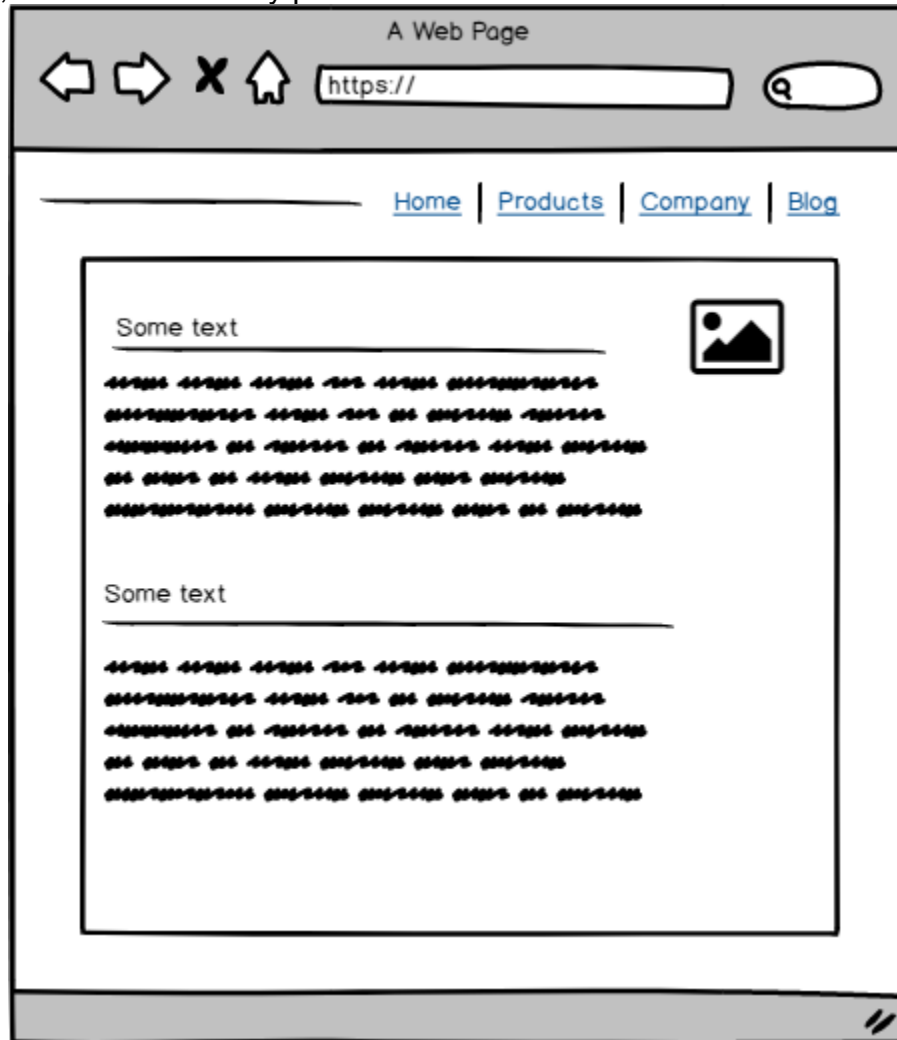 A Web Page
https://
Home | Products | Company | Blog
Some text
Some text